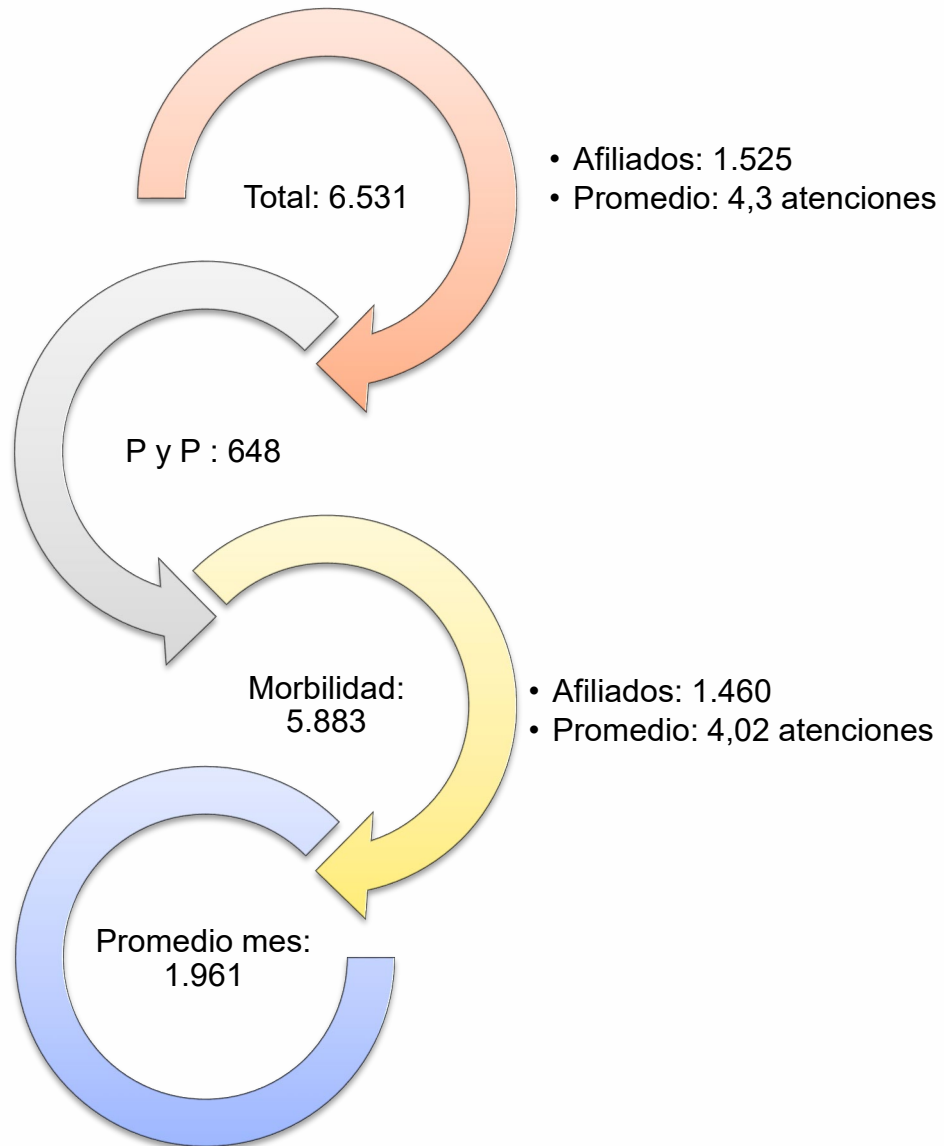 • Afiliados: 1.525
Total: 6.531
• Promedio: 4,3 atenciones
P y P : 648
Morbilidad:
5.883
• Afiliados: 1.460
• Promedio: 4,02 atenciones
Promedio mes:
1.961